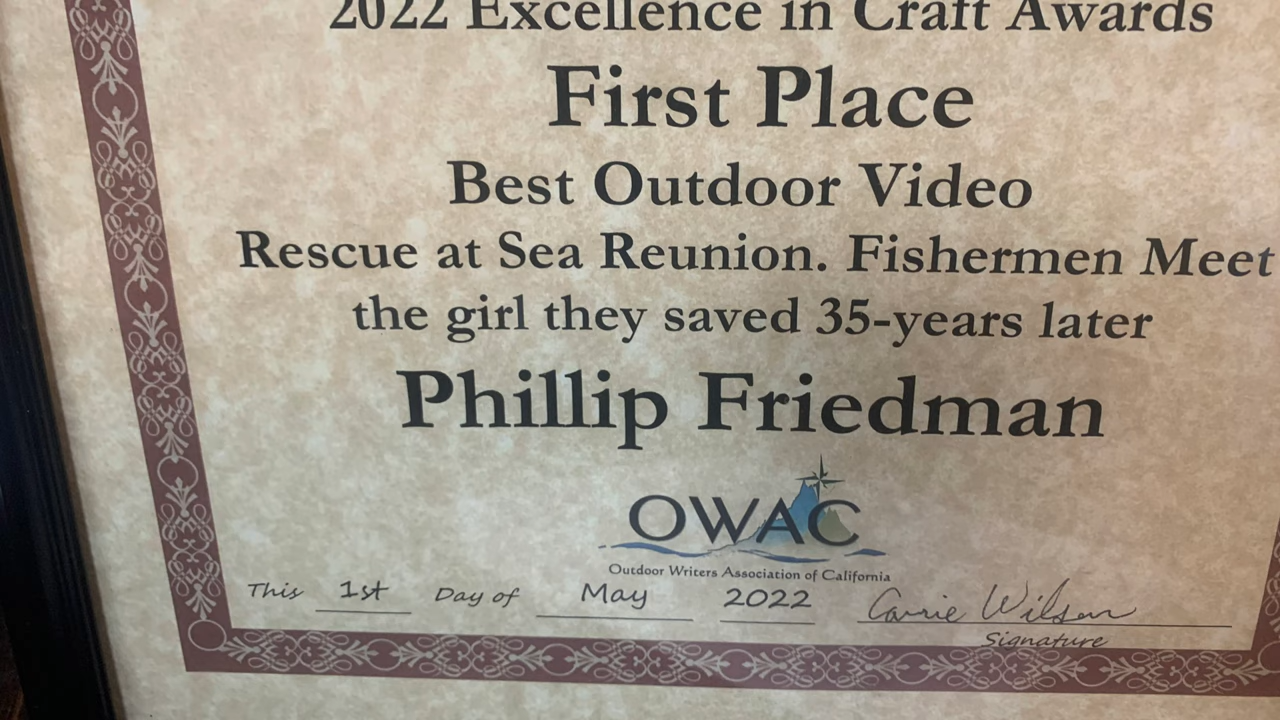 2022 Excellence in Craft Awards
First Place
Best Outdoor Video
Rescue at Sea Reunion. Fishermen Meet
the girl they saved 35-years later
Phillip Friedman
OWAC
Outdoor Writers Association of California
This 1st Day of May 2022 Carrie Wilson
Signature